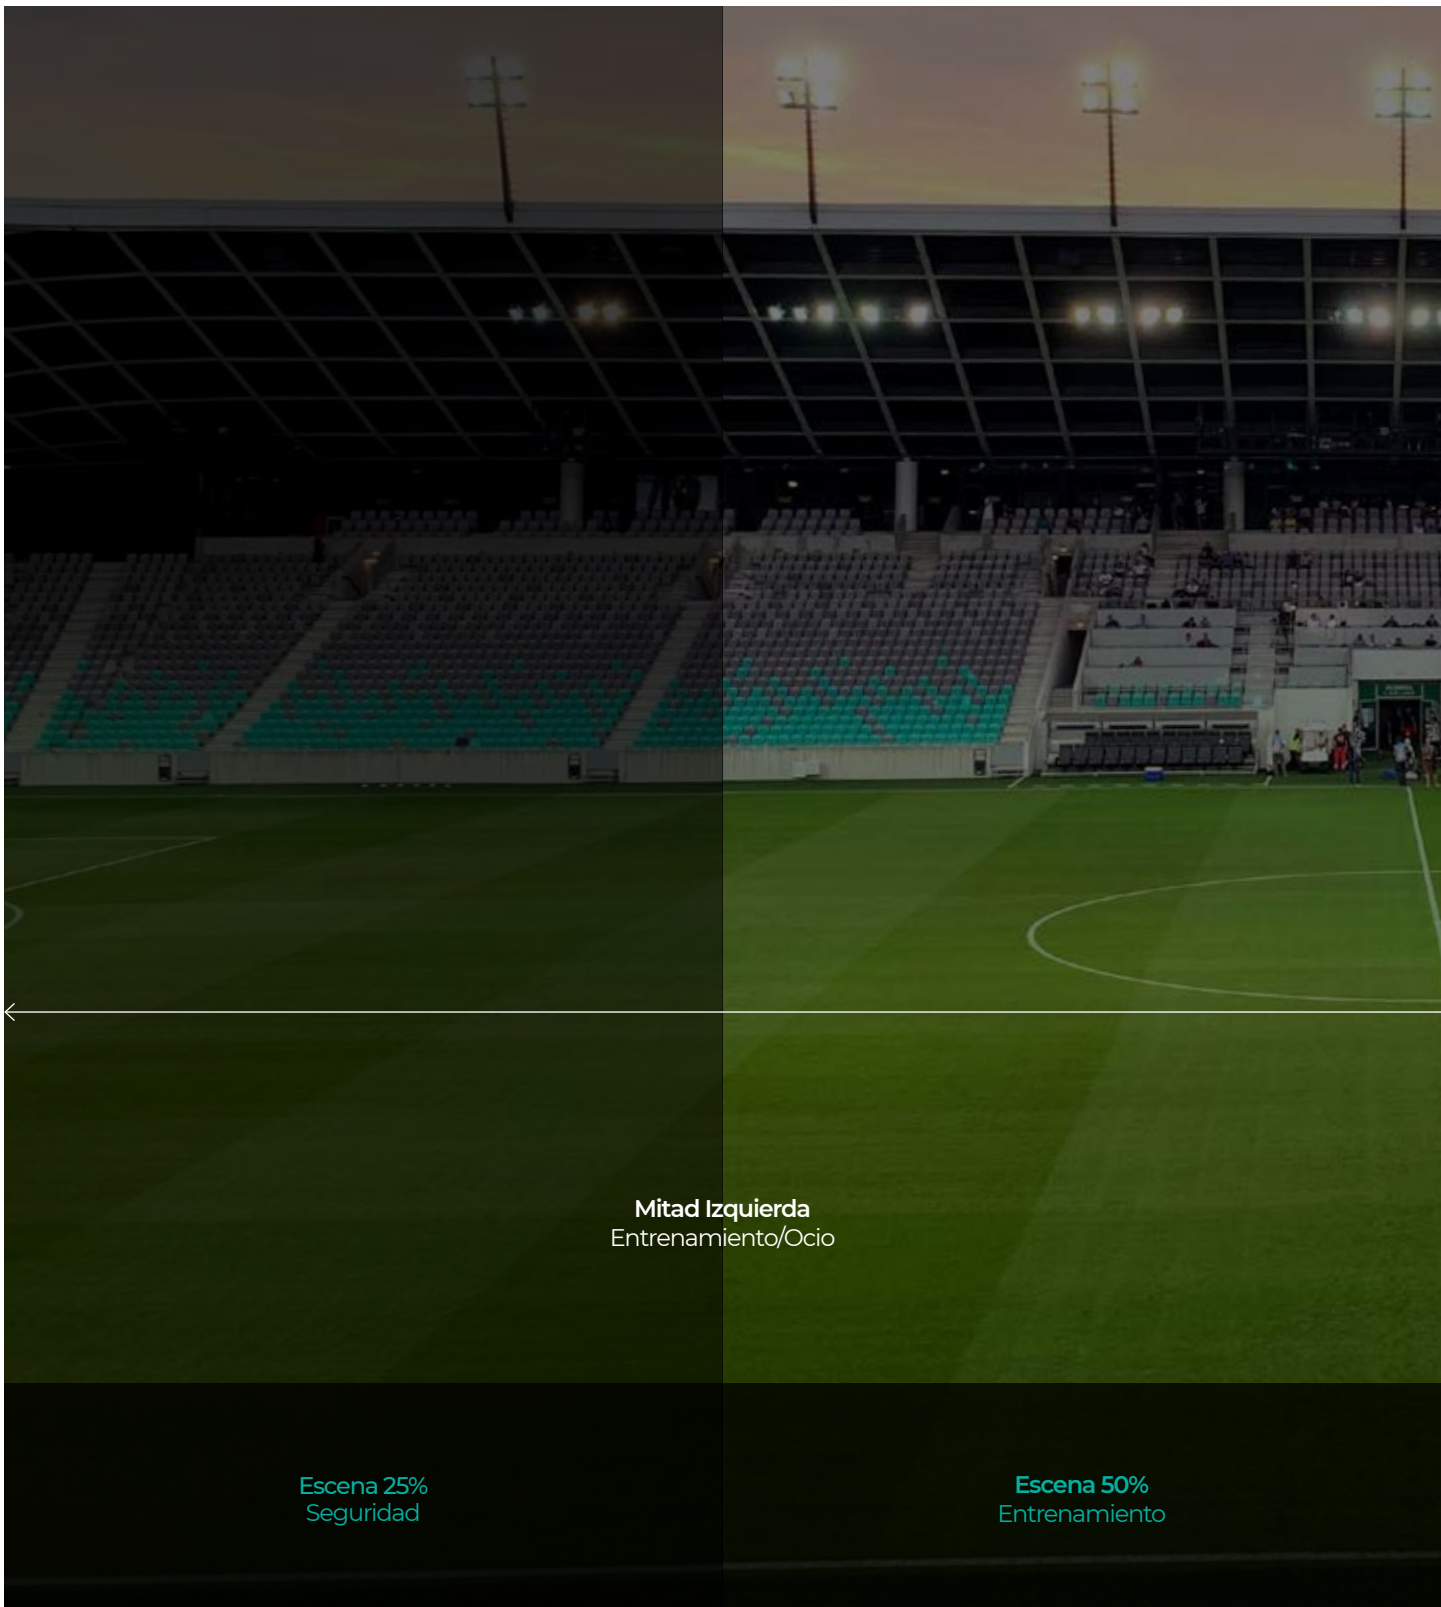 Mitad Izquierda
Entrenamiento/Ocio
Escena 25%
Seguridad
Escena 50%
Entrenamiento